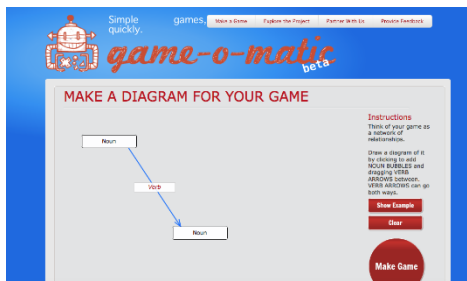 Simple games,
quickly.
Make a Game Explore the Project Partner With Us Provide Feedback
game-o-matic
beta
MAKE A DIAGRAM FOR YOUR GAME
Noun
Verb
Noun
Instructions
Think of your game as
a network of
relationships.
Draw a diagram of it
by clicking to add
NOUN BUBBLES and
dragging VERB
ARROWS between.
VERB ARROWS can go
both ways.
Show Example
Clear
Make Game